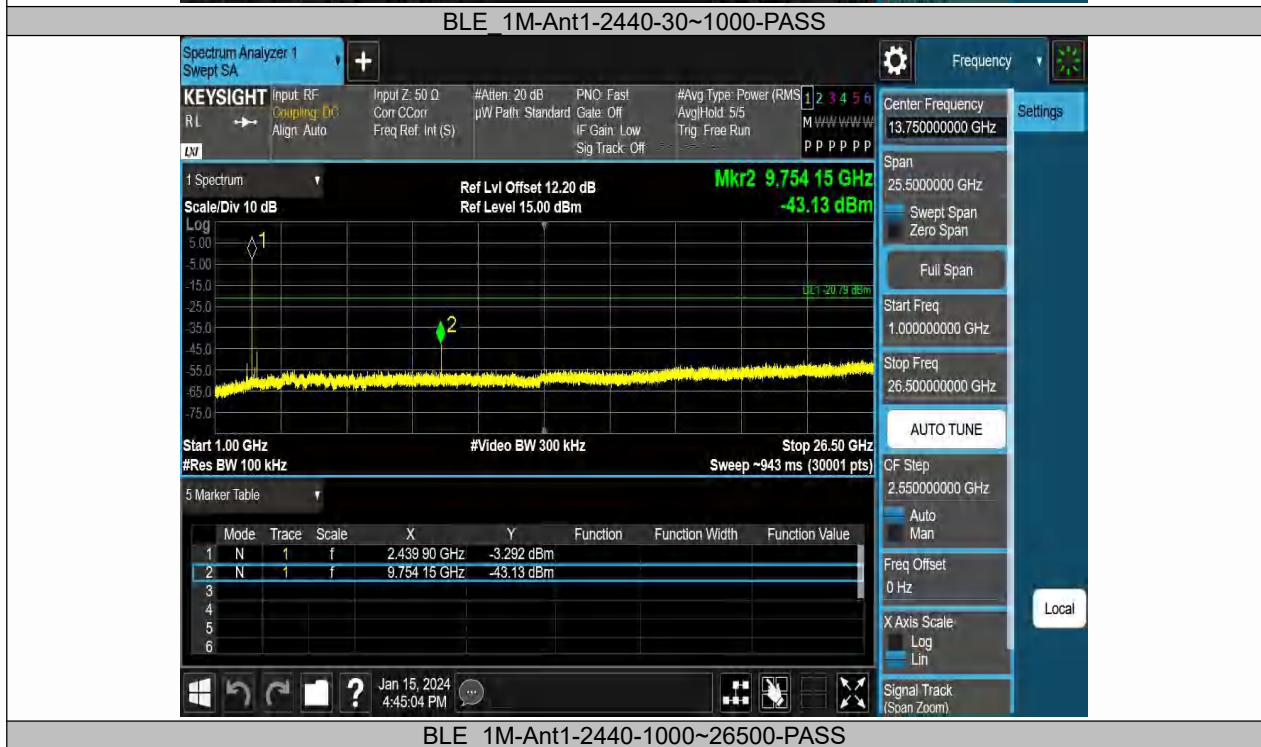 BLE_1M-Ant1-2440-30~1000-PASS
Spectrum Analyzer 1
Swept SA
+
Frequency
KEYSIGHT
RL
LXI
Input: RF
Coupling: DC
Align: Auto
Input Z: 50 Ω
Corr CCorr
Freq Ref: Int (S)
#Atten: 20 dB
µW Path: Standard
PNO: Fast
Gate: Off
IF Gain: Low
Sig Track: Off
#Avg Type: Power (RMS
Avg|Hold: 5/5
Trig: Free Run
1 2 3 4 5 6
M W W W W W
P P P P P P
1 Spectrum
Scale/Div 10 dB
Ref Lvl Offset 12.20 dB
Ref Level 15.00 dBm
Mkr2 9.754 15 GHz
-43.13 dBm
Log
5.00
-5.00
-15.0
-25.0
-35.0
-45.0
-55.0
-65.0
-75.0
1
2
DL1 -20.79 dBm
Start 1.00 GHz
#Video BW 300 kHz
Stop 26.50 GHz
#Res BW 100 kHz
Sweep ~943 ms (30001 pts)
5 Marker Table
Mode Trace Scale X Y Function Function Width Function Value
1 N 1 f 2.439 90 GHz -3.292 dBm
2 N 1 f 9.754 15 GHz -43.13 dBm
3
4
5
6
Center Frequency
13.750000000 GHz
Settings
Span
25.5000000 GHz
Swept Span
Zero Span
Full Span
Start Freq
1.000000000 GHz
Stop Freq
26.500000000 GHz
AUTO TUNE
CF Step
2.550000000 GHz
Auto
Man
Freq Offset
0 Hz
X Axis Scale
Log
Lin
Signal Track
(Span Zoom)
Local
?
Jan 15, 2024
4:45:04 PM
BLE_1M-Ant1-2440-1000~26500-PASS